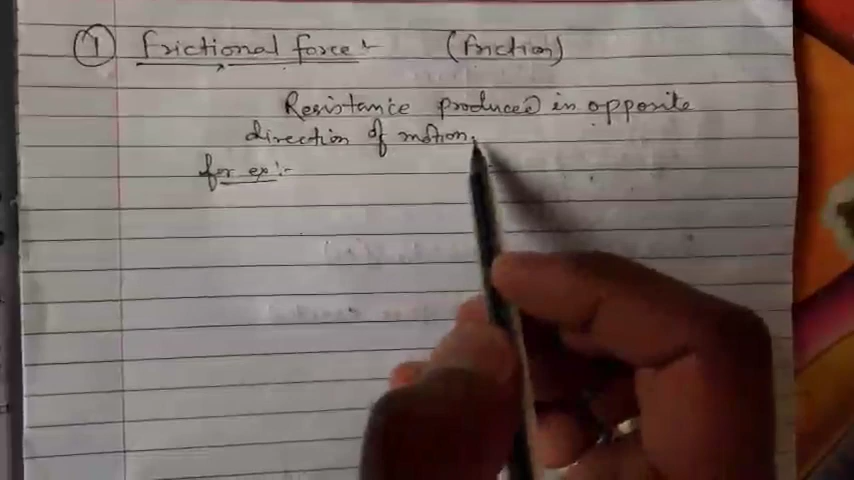 ① Frictional force :- (Friction)
Resistance produced in opposite
direction of motion.
for ex :-